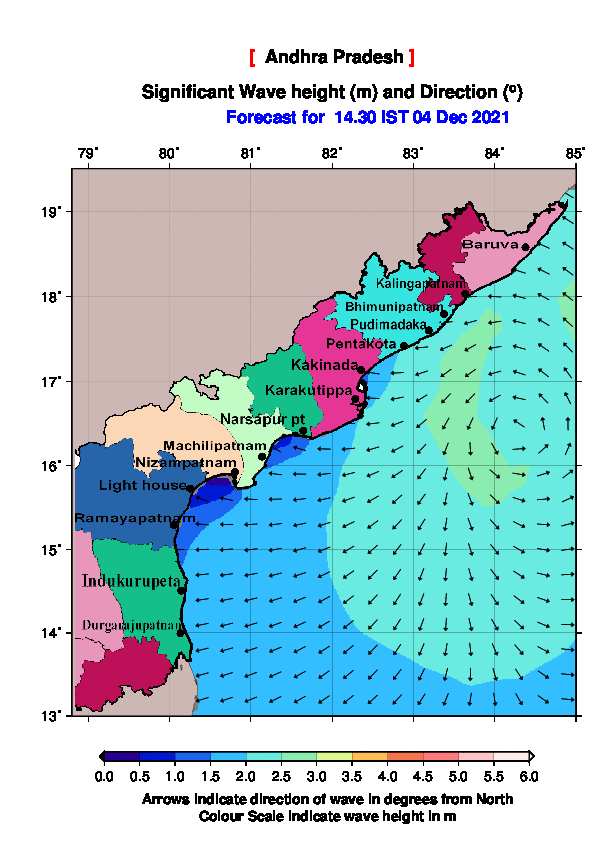 [ Andhra Pradesh ]
Significant Wave height (m) and Direction (º)
Forecast for 14.30 IST 04 Dec 2021
79˚ 80˚ 81˚ 82˚ 83˚ 84˚ 85˚
19˚
Baruva
Kalingapatnam
18˚
Bhimunipatnam
Pudimadaka
Pentakota
Kakinada
17˚
Karakutippa
Narsapur pt
Machilipatnam
16˚
Nizampatnam
Light house
Ramayapatnam
15˚
Indukurupeta
Durgarajupatnam
14˚
13˚
0.0 0.5 1.0 1.5 2.0 2.5 3.0 3.5 4.0 4.5 5.0 5.5 6.0
Arrows indicate direction of wave in degrees from North
Colour Scale indicate wave height in m